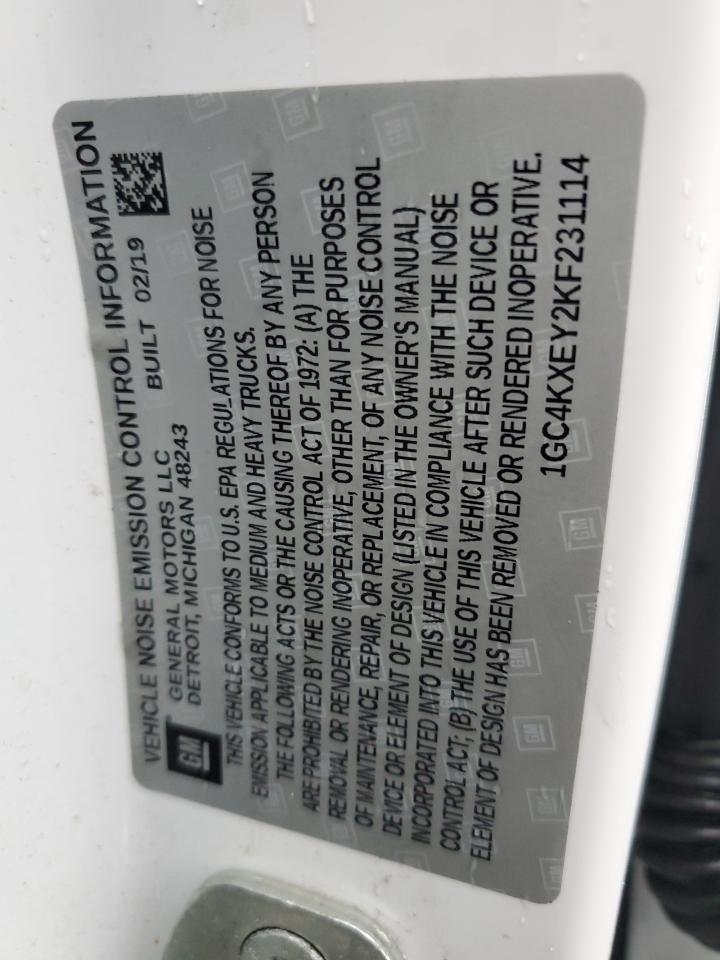 VEHICLE NOISE EMISSION CONTROL INFORMATION
GM
GENERAL MOTORS LLC
BUILT 02/19
DETROIT, MICHIGAN 48243
THIS VEHICLE CONFORMS TO U.S. EPA REGULATIONS FOR NOISE
EMISSION APPLICABLE TO MEDIUM AND HEAVY TRUCKS.
THE FOLLOWING ACTS OR THE CAUSING THEREOF BY ANY PERSON
ARE PROHIBITED BY THE NOISE CONTROL ACT OF 1972: (A) THE
REMOVAL OR RENDERING INOPERATIVE, OTHER THAN FOR PURPOSES
OF MAINTENANCE, REPAIR, OR REPLACEMENT, OF ANY NOISE CONTROL
DEVICE OR ELEMENT OF DESIGN (LISTED IN THE OWNER'S MANUAL)
INCORPORATED INTO THIS VEHICLE IN COMPLIANCE WITH THE NOISE
CONTROL ACT; (B) THE USE OF THIS VEHICLE AFTER SUCH DEVICE OR
ELEMENT OF DESIGN HAS BEEN REMOVED OR RENDERED INOPERATIVE.
1GC4KXEY2KF231114